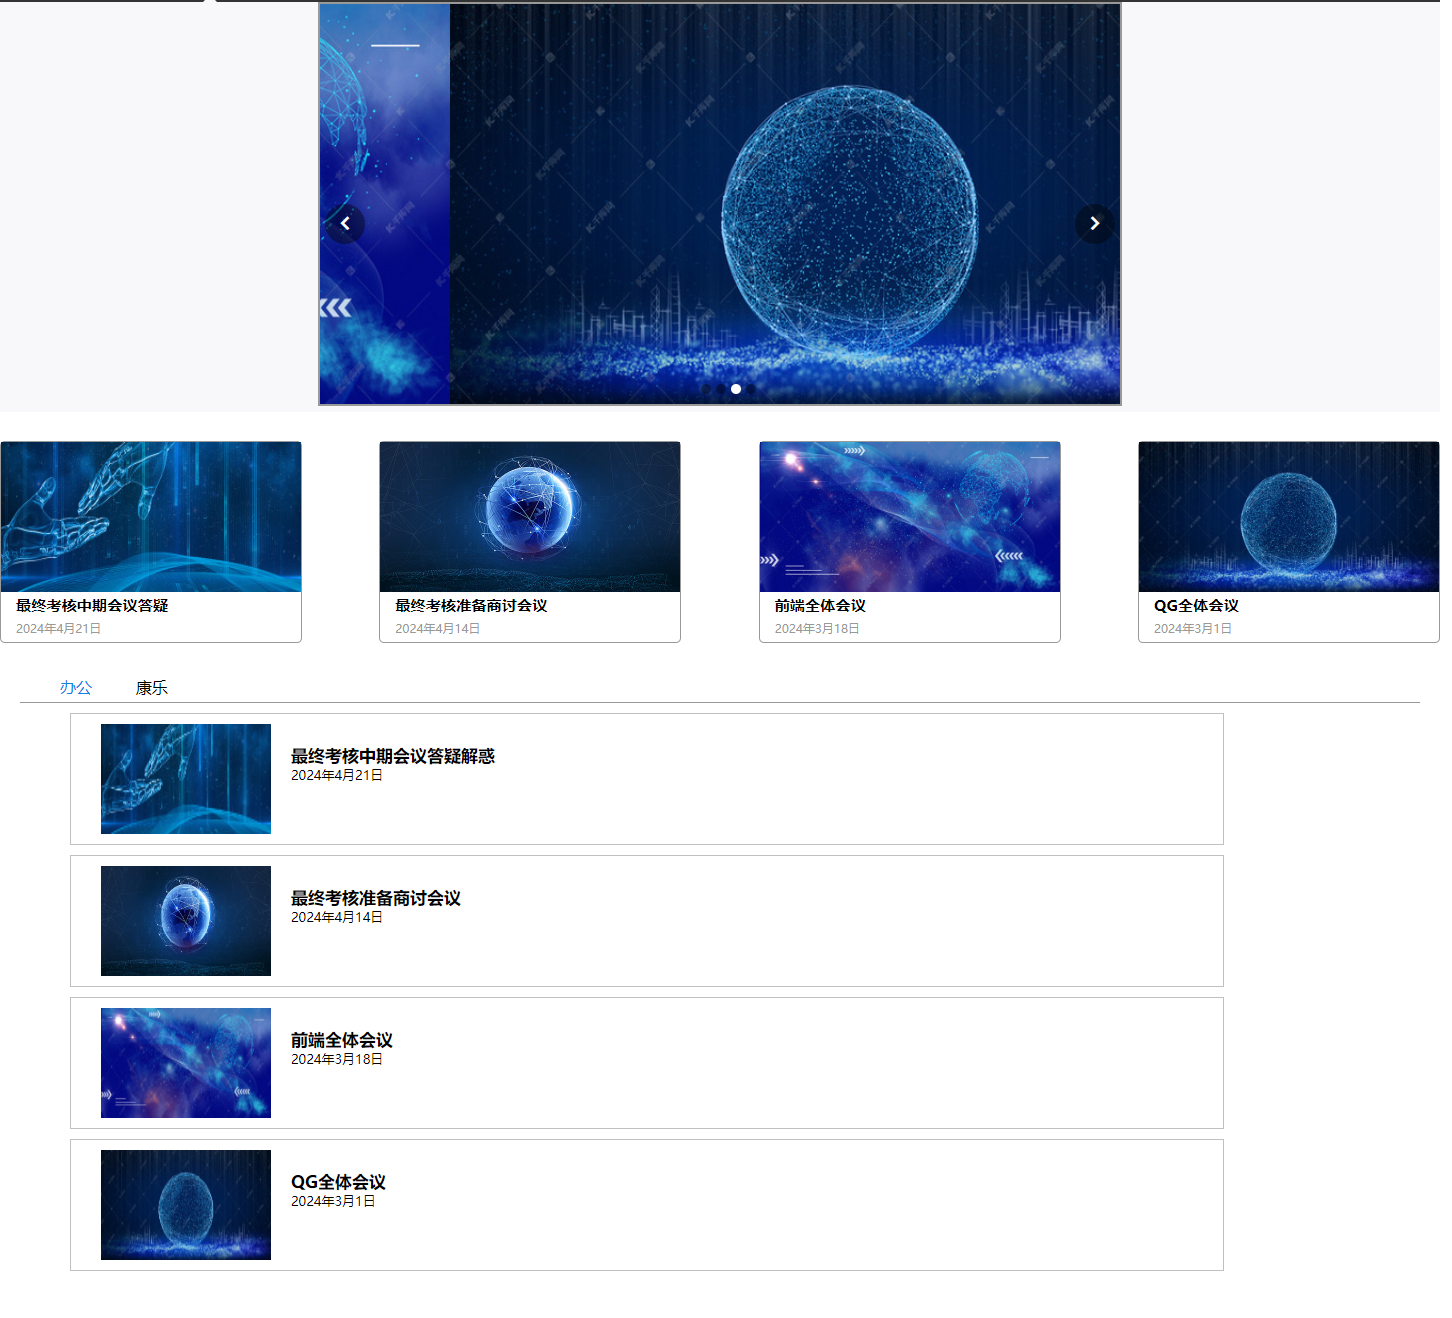 最终考核中期会议答疑
2024年4月21日
最终考核准备商讨会议
2024年4月14日
前端全体会议
2024年3月18日
QG全体会议
2024年3月1日
办公 康乐
最终考核中期会议答疑解惑
2024年4月21日
最终考核准备商讨会议
2024年4月14日
前端全体会议
2024年3月18日
QG全体会议
2024年3月1日